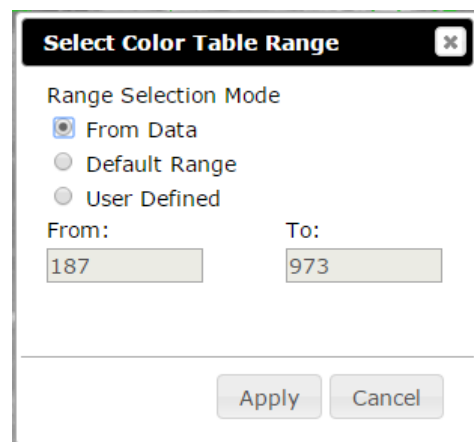 Select Color Table Range
Range Selection Mode
From Data
Default Range
User Defined
From: To:
187 973
Apply Cancel